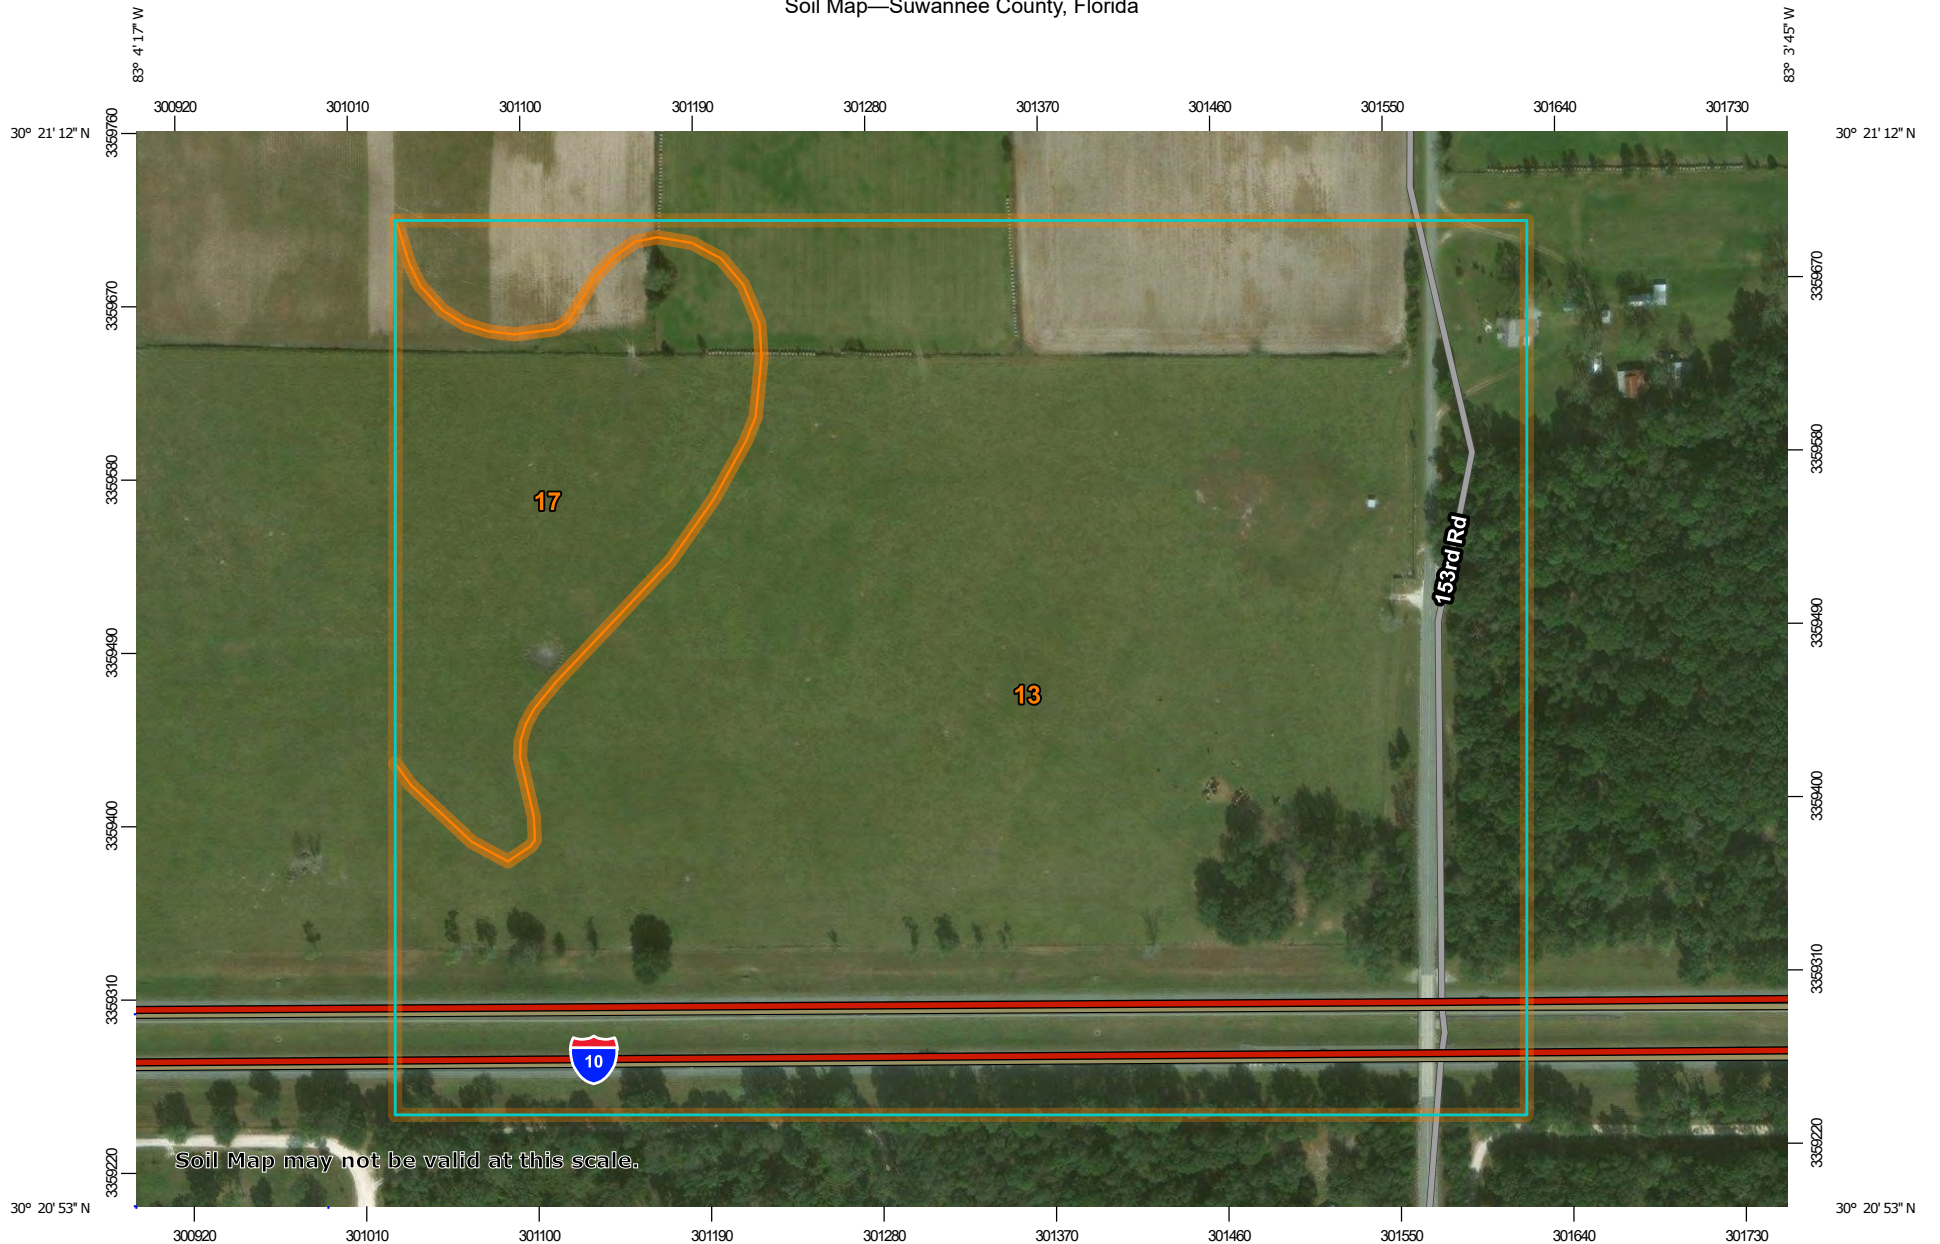 Soil Map—Suwannee County, Florida
83° 4' 17'' W
83° 3' 45'' W
300920 301010 301100 301190 301280 301370 301460 301550 301640 301730
30° 21' 12'' N
30° 21' 12'' N
3359760
3359670
3359580
3359490
3359400
3359310
3359220
3359670
3359580
3359490
3359400
3359310
3359220
17
13
153rd Rd
10
Soil Map may not be valid at this scale.
30° 20' 53'' N
30° 20' 53'' N
300920 301010 301100 301190 301280 301370 301460 301550 301640 301730